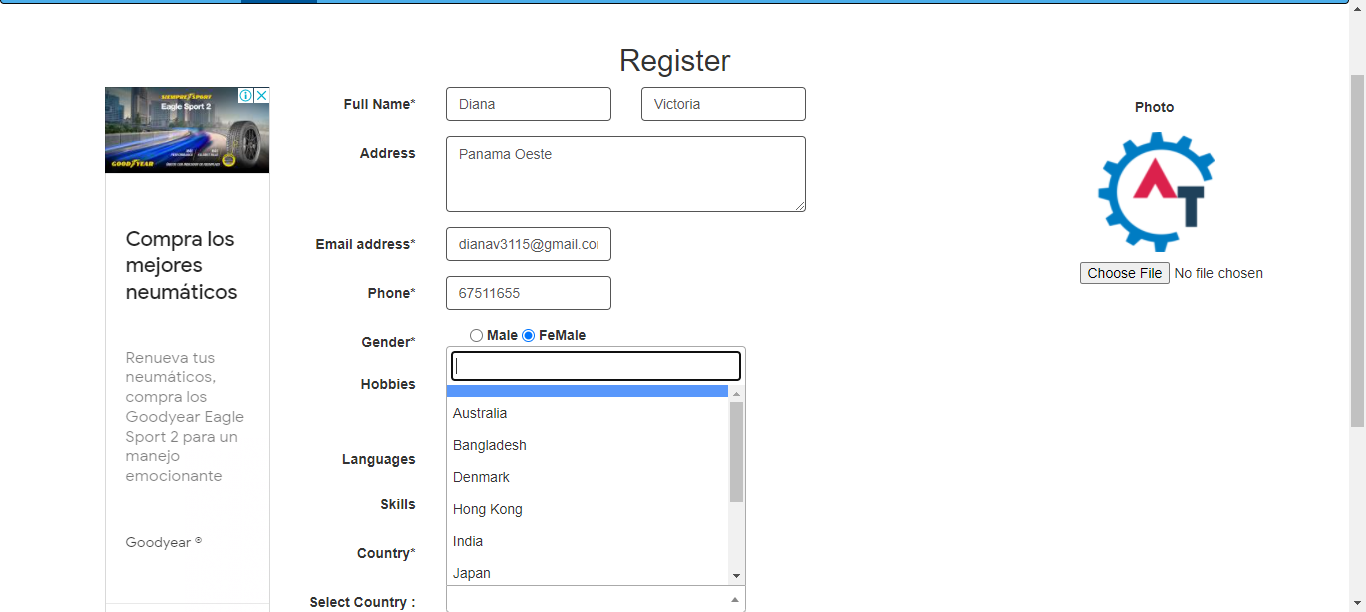 Register
SIEMPRE SPORT
Eagle Sport 2
GOODYEAR
Compra los
mejores
neumáticos
Renueva tus
neumáticos,
compra los
Goodyear Eagle
Sport 2 para un
manejo
emocionante
Goodyear ®
Full Name* Diana Victoria
Address Panama Oeste
Email address* dianav3115@gmail.co
Phone* 67511655
Gender* Male FeMale
Hobbies
Australia
Bangladesh
Languages
Denmark
Skills
Hong Kong
India
Country*
Japan
Select Country :
Photo
AT
Choose File No file chosen